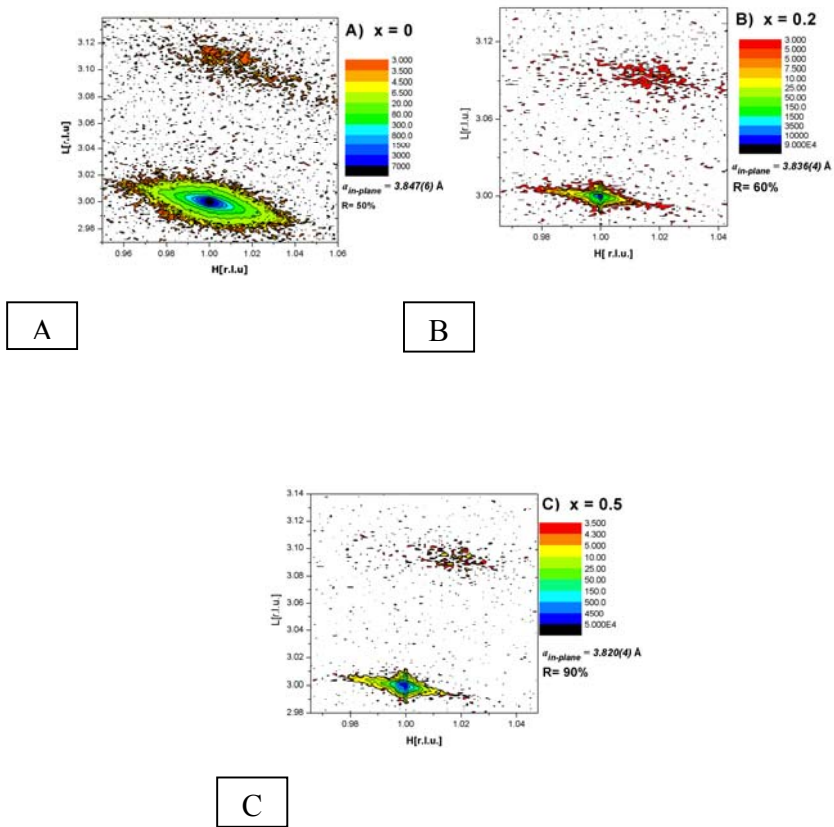 A) x = 0
3.14
3.12
3.10
3.08
3.06
3.04
3.02
3.00
2.98
L[r.l.u]
0.96 0.98 1.00 1.02 1.04 1.06
H[r.l.u]
3.000
3.500
4.500
6.500
20.00
60.00
300.0
800.0
1500
3000
7000
a in-plane = 3.847(6) Å
R= 50%
B) x = 0.2
3.12
3.06
3.00
L[r.l.u]
0.98 1.00 1.02 1.04
H[ r.l.u.]
3.000
5.000
5.000
7.500
10.00
25.00
50.00
150.0
1500
3500
10000
9.000E4
a in-plane = 3.836(4) Å
R= 60%
A
B
C) x = 0.5
3.14
3.12
3.10
3.08
3.06
3.04
3.02
3.00
2.98
L[r.l.u.]
0.98 1.00 1.02 1.04
H[r.l.u.]
3.500
4.300
5.000
10.00
25.00
50.00
150.0
500.0
4500
5.000E4
a in-plane = 3.820(4) Å
R= 90%
C